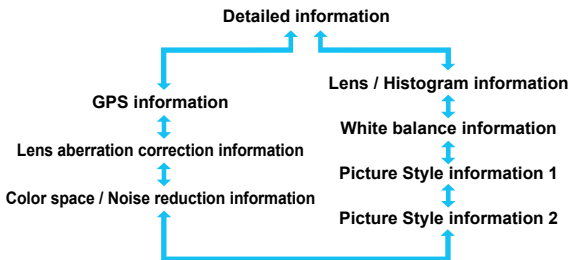 Detailed information
Lens / Histogram information
GPS information
White balance information
Lens aberration correction information
Picture Style information 1
Color space / Noise reduction information
Picture Style information 2